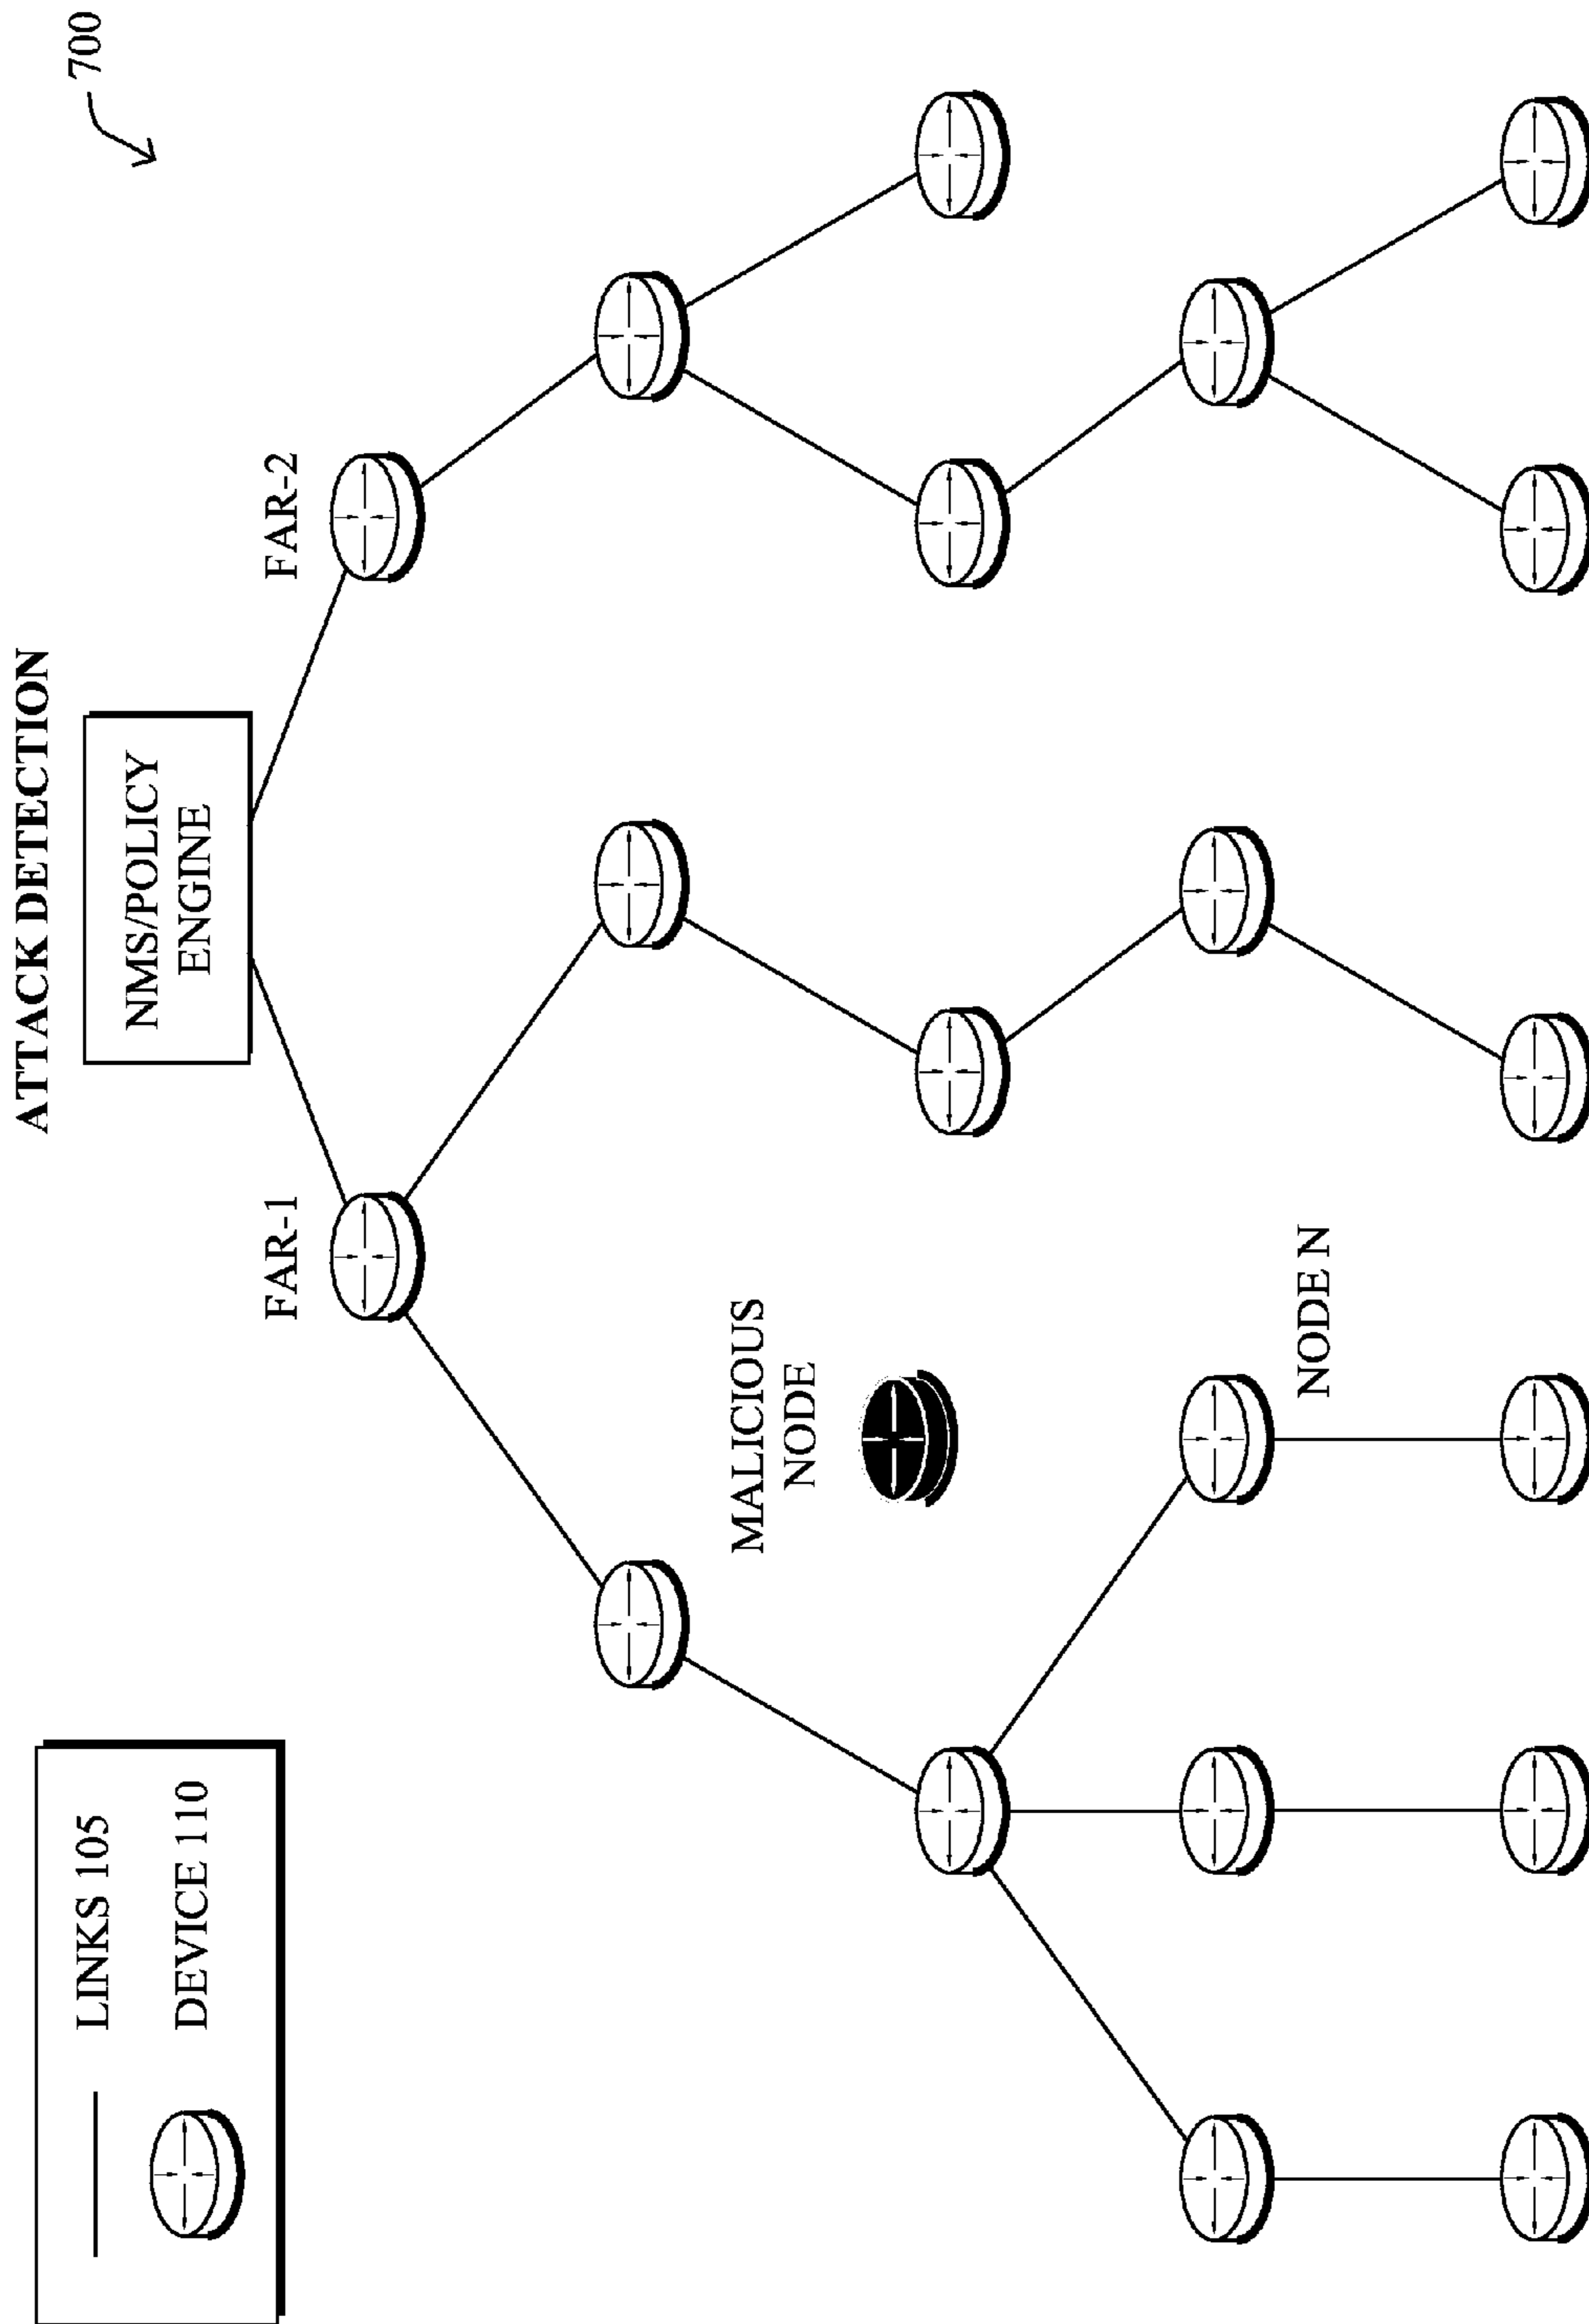 ATTACK DETECTION
700
LINKS 105
DEVICE 110
NMS/POLICY
ENGINE
FAR-1
FAR-2
MALICIOUS
NODE
NODE N